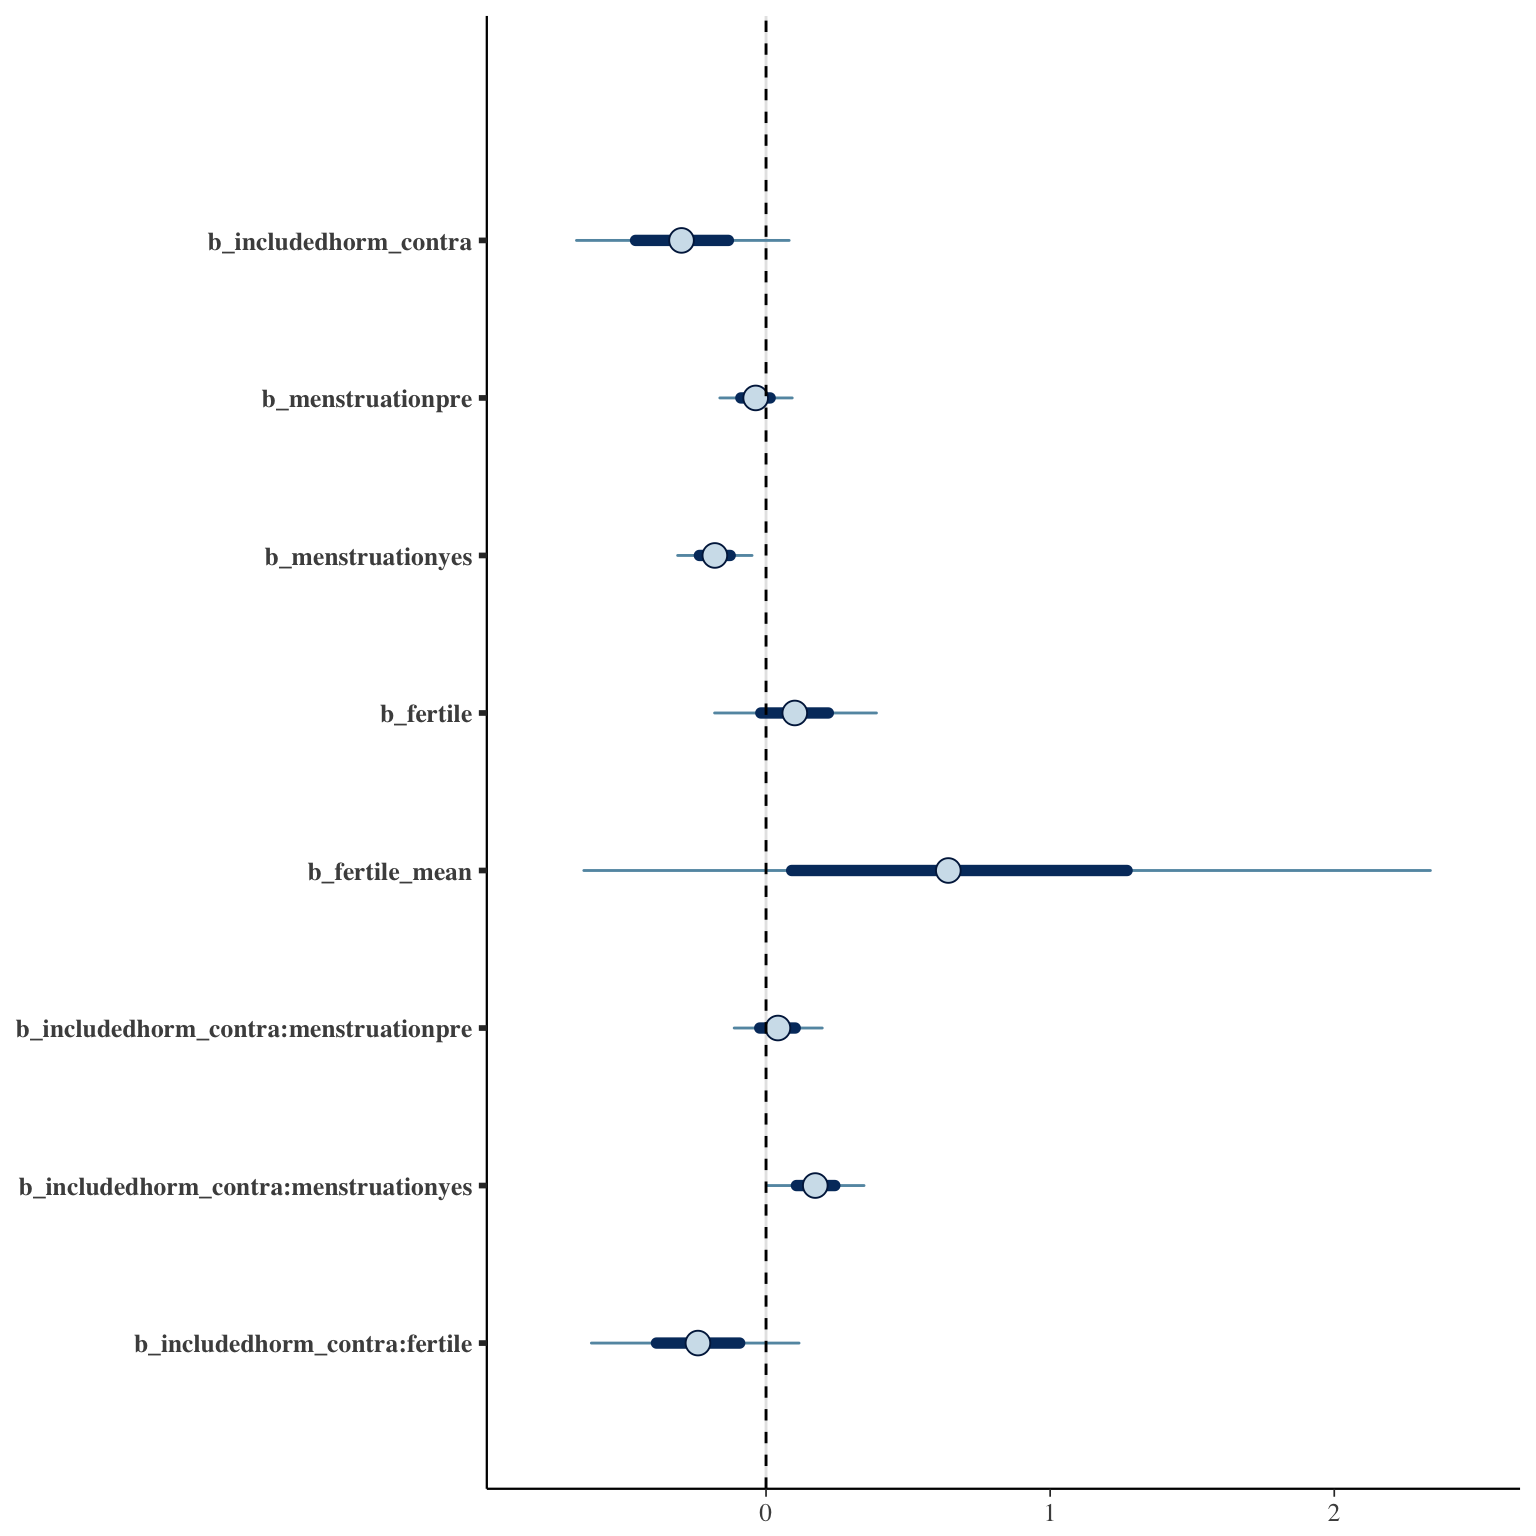 b_includedhorm_contra
b_menstruationpre
b_menstruationyes
b_fertile
b_fertile_mean
b_includedhorm_contra:menstruationpre
b_includedhorm_contra:menstruationyes
b_includedhorm_contra:fertile
0 1 2